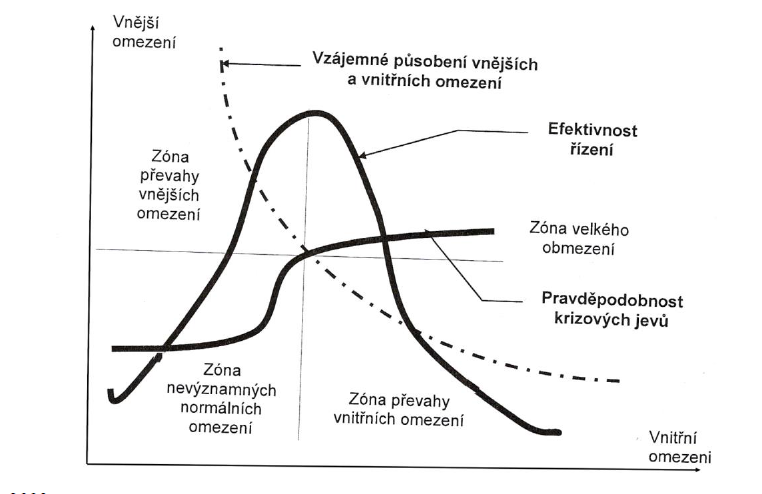 Vnější
omezení
Vzájemné působení vnějších
a vnitřních omezení
Efektivnost
řízení
Zóna
převahy
vnějších
omezení
Zóna velkého
obmezení
Pravděpodobnost
krizových jevů
Zóna
nevýznamných
normálních
omezení
Zóna převahy
vnitřních omezení
Vnitřní
omezeni